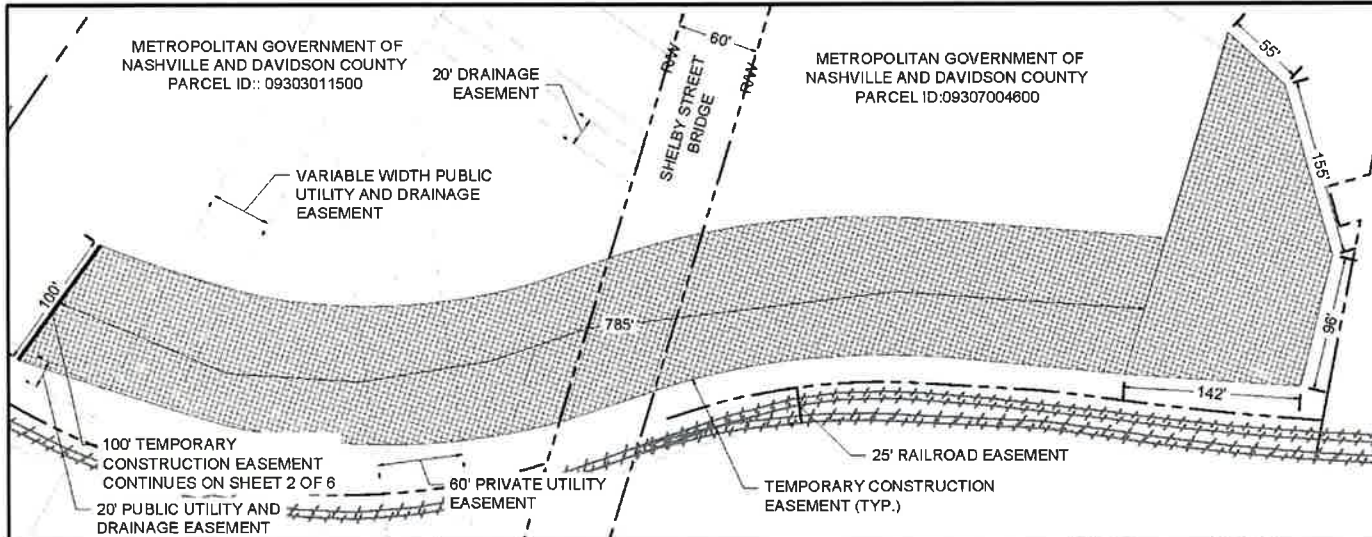 METROPOLITAN GOVERNMENT OF
NASHVILLE AND DAVIDSON COUNTY
PARCEL ID:: 09303011500
20' DRAINAGE
EASEMENT
R/W
60'
R/W
SHELBY STREET
BRIDGE
METROPOLITAN GOVERNMENT OF
NASHVILLE AND DAVIDSON COUNTY
PARCEL ID:09307004600
55'
155'
VARIABLE WIDTH PUBLIC
UTILITY AND DRAINAGE
EASEMENT
100'
785'
96'
142'
100' TEMPORARY
CONSTRUCTION EASEMENT
CONTINUES ON SHEET 2 OF 6
20' PUBLIC UTILITY AND
DRAINAGE EASEMENT
60' PRIVATE UTILITY
EASEMENT
25' RAILROAD EASEMENT
TEMPORARY CONSTRUCTION
EASEMENT (TYP.)